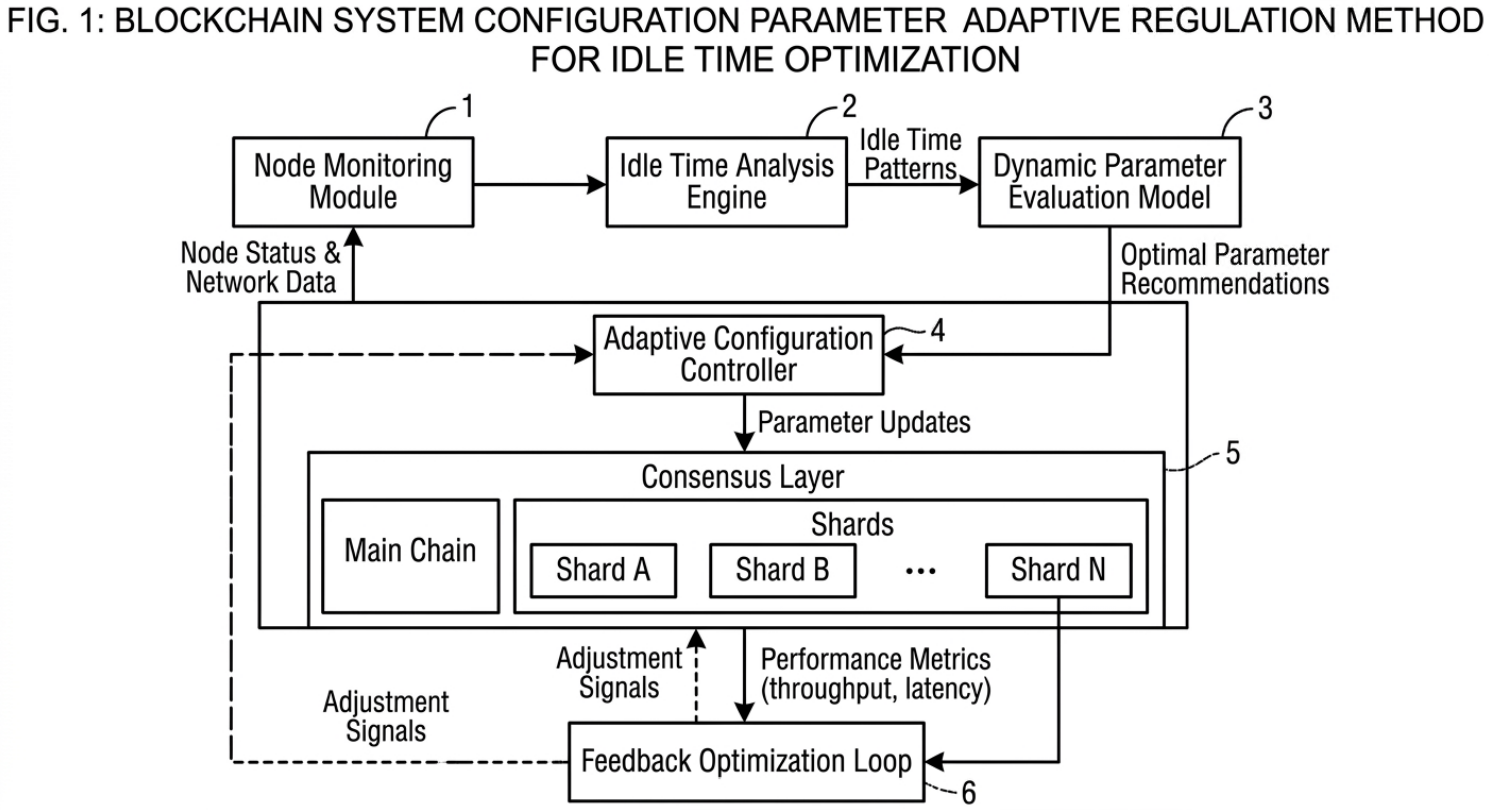 FIG. 1: BLOCKCHAIN SYSTEM CONFIGURATION PARAMETER ADAPTIVE REGULATION METHOD
FOR IDLE TIME OPTIMIZATION
1
2
3
Node Monitoring
Module
Idle Time Analysis
Engine
Idle Time
Patterns
Dynamic Parameter
Evaluation Model
Node Status &
Network Data
Optimal Parameter
Recommendations
Adaptive Configuration
Controller
4
Parameter Updates
5
Consensus Layer
Main Chain
Shards
Shard A
Shard B
...
Shard N
Adjustment
Signals
Performance Metrics
(throughput, latency)
Adjustment
Signals
Feedback Optimization Loop
6